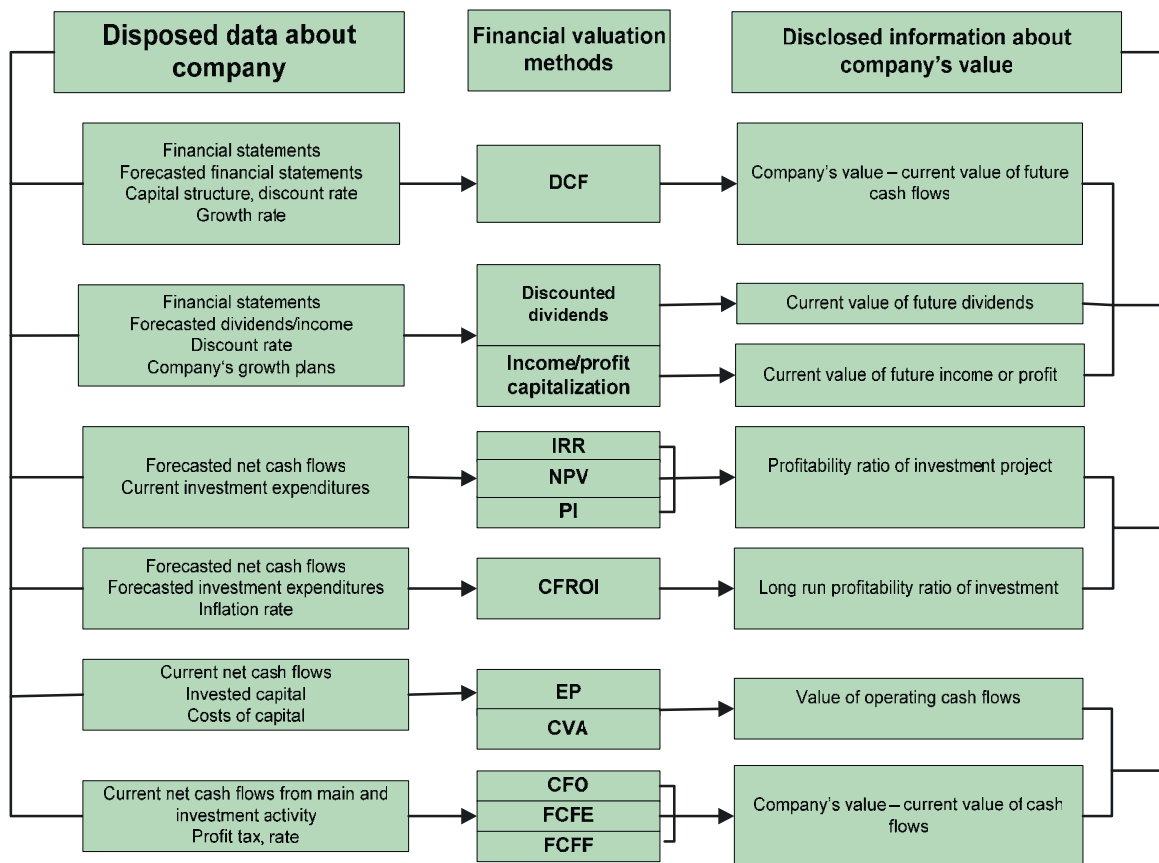 Disposed data about
company
Financial valuation
methods
Disclosed information about
company’s value
Financial statements
Forecasted financial statements
Capital structure, discount rate
Growth rate
DCF
Company’s value – current value of future
cash flows
Financial statements
Forecasted dividends/income
Discount rate
Company‘s growth plans
Discounted
dividends
Current value of future dividends
Income/profit
capitalization
Current value of future income or profit
Forecasted net cash flows
Current investment expenditures
IRR
NPV
PI
Profitability ratio of investment project
Forecasted net cash flows
Forecasted investment expenditures
Inflation rate
CFROI
Long run profitability ratio of investment
Current net cash flows
Invested capital
Costs of capital
EP
CVA
Value of operating cash flows
Current net cash flows from main and
investment activity
Profit tax, rate
CFO
FCFE
FCFF
Company’s value – current value of cash
flows